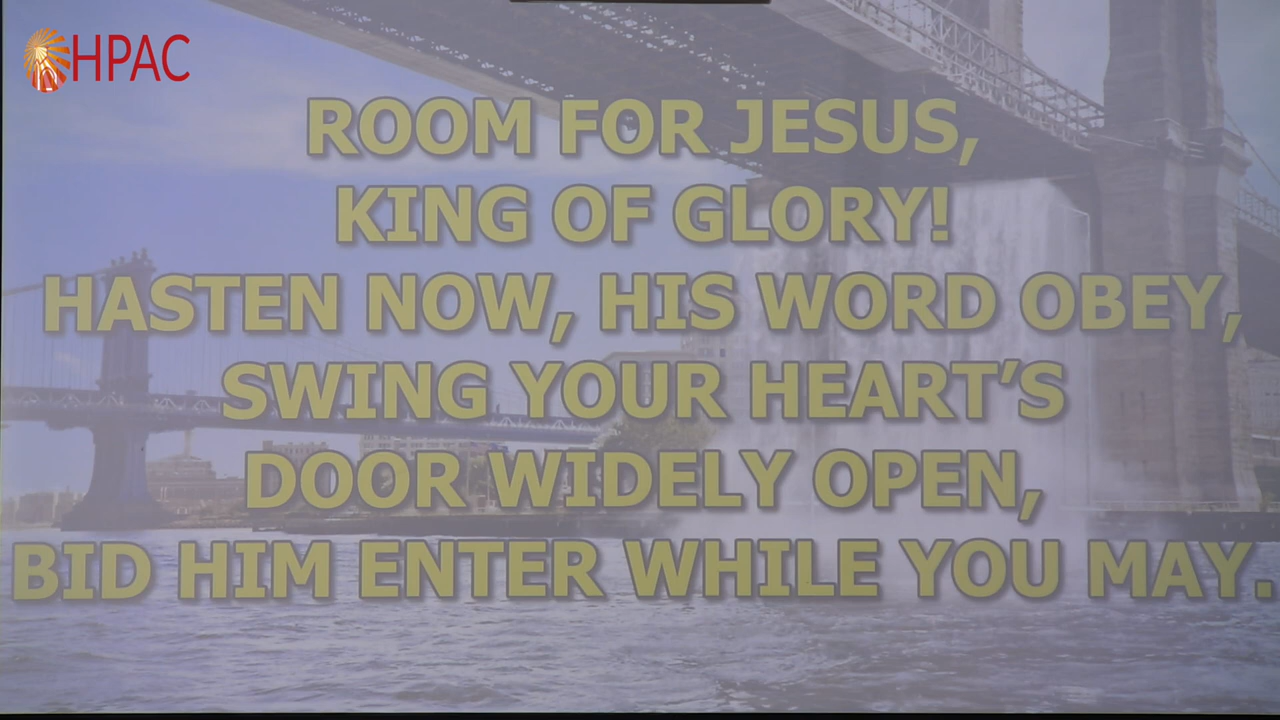 HPAC
ROOM FOR JESUS,
KING OF GLORY!
HASTEN NOW, HIS WORD OBEY,
SWING YOUR HEART’S
DOOR WIDELY OPEN,
BID HIM ENTER WHILE YOU MAY.